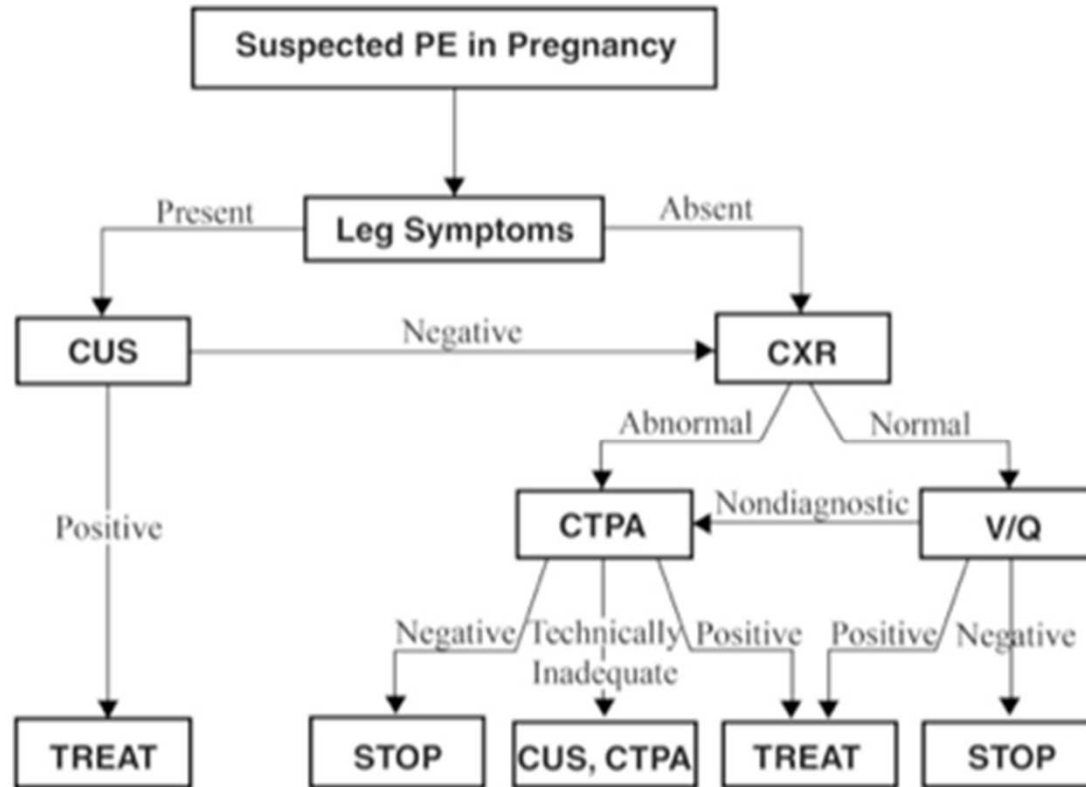 Suspected PE in Pregnancy
Present
Leg Symptoms
Absent
CUS
Negative
CXR
Abnormal
Normal
Positive
CTPA
Nondiagnostic
V/Q
Negative
Technically
Inadequate
Positive
Positive
Negative
TREAT
STOP
CUS, CTPA
TREAT
STOP